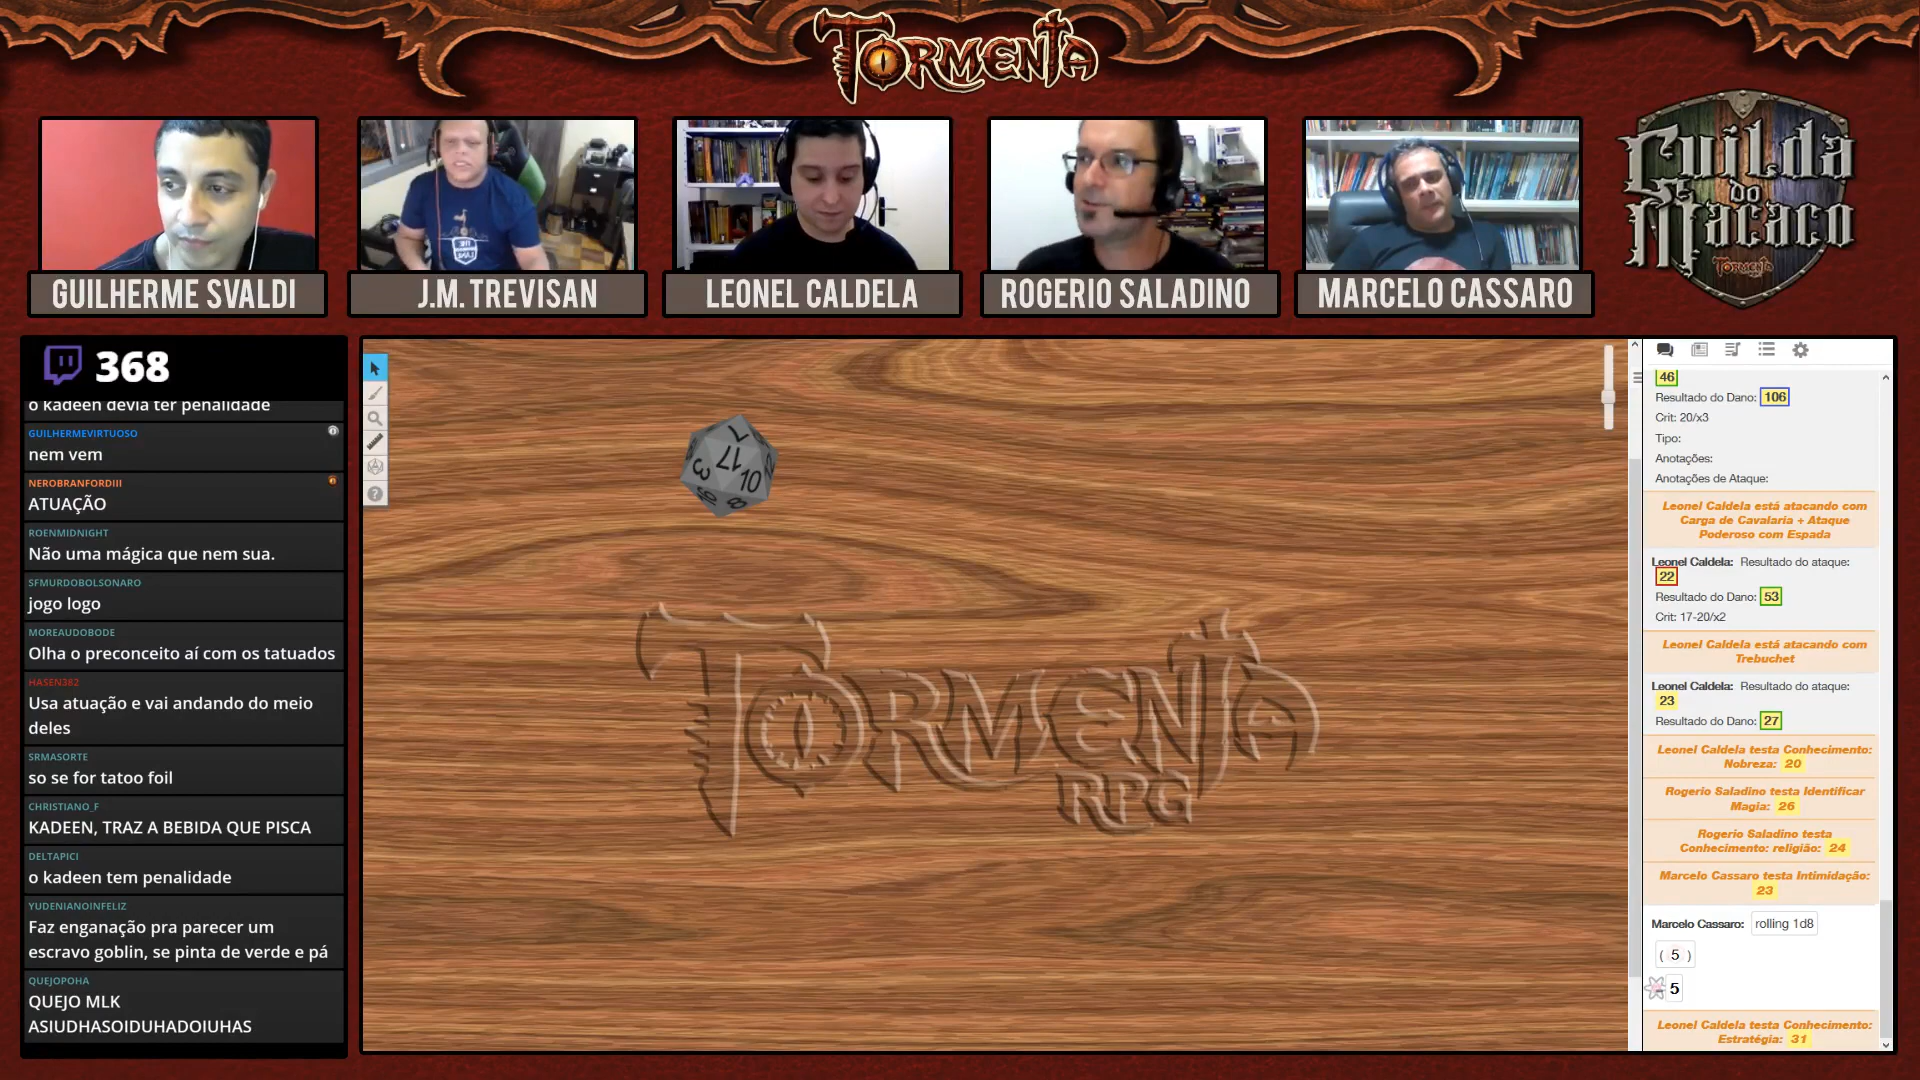 TORMENTA
Guilda
do
Macaco
TORMENTA
GUILHERME SVALDI
J.M. TREVISAN
LEONEL CALDELA
ROGERIO SALADINO
MARCELO CASSARO
368
o kadeen devia ter penalidade
GUILHERMEVIRTUOSO
nem vem
NEROBRANFORDIII
ATUAÇÃO
ROENMIDNIGHT
Não uma mágica que nem sua.
SFMURDOBOLSONARO
jogo logo
MOREAUDOBODE
Olha o preconceito aí com os tatuados
HASEN382
Usa atuação e vai andando do meio
deles
SRMASORTE
so se for tatoo foil
CHRISTIANO_F
KADEEN, TRAZ A BEBIDA QUE PISCA
DELTAPICI
o kadeen tem penalidade
YUDENIANOINFELIZ
Faz enganação pra parecer um
escravo goblin, se pinta de verde e pá
QUEJOPOHA
QUEJO MLK
ASIUDHASOIDUHADOIUHAS
7
17
3
10
8
TORMENTA
RPG
46
Resultado do Dano: 106
Crit: 20/x3
Tipo:
Anotações:
Anotações de Ataque:
Leonel Caldela está atacando com
Carga de Cavalaria + Ataque
Poderoso com Espada
Leonel Caldela: Resultado do ataque:
22
Resultado do Dano: 53
Crit: 17-20/x2
Leonel Caldela está atacando com
Trebuchet
Leonel Caldela: Resultado do ataque:
23
Resultado do Dano: 27
Leonel Caldela testa Conhecimento:
Nobreza: 20
Rogerio Saladino testa Identificar
Magia: 26
Rogerio Saladino testa
Conhecimento: religião: 24
Marcelo Cassaro testa Intimidação:
23
Marcelo Cassaro: rolling 1d8
( 5 )
5
Leonel Caldela testa Conhecimento:
Estratégia: 31